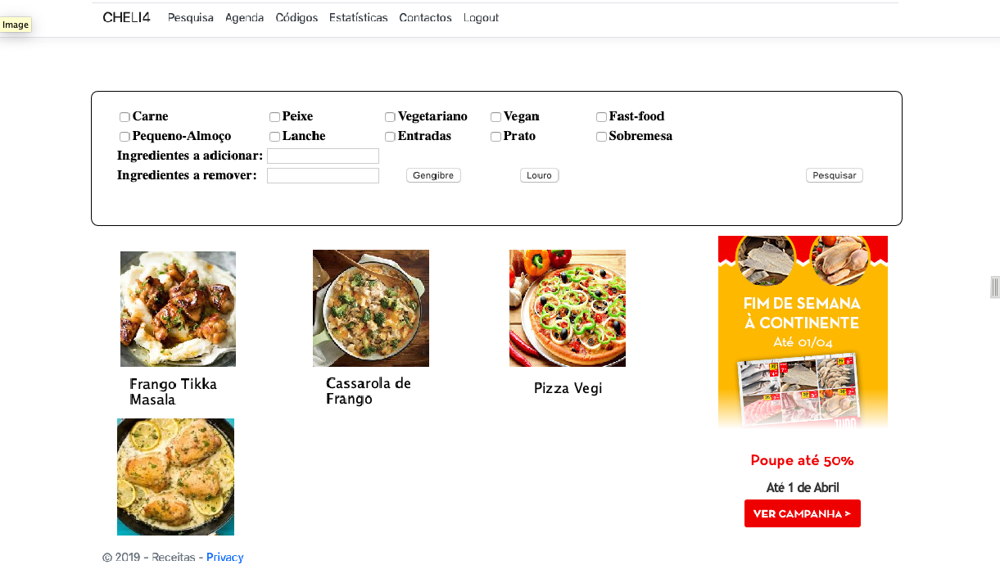 CHELI4 Pesquisa Agenda Códigos Estatísticas Contactos Logout
Image
Carne Peixe Vegetariano Vegan Fast-food
Pequeno-Almoço Lanche Entradas Prato Sobremesa
Ingredientes a adicionar:
Ingredientes a remover: Gengibre Louro Pesquisar
Frango Tikka
Masala
Cassarola de
Frango
Pizza Vegi
FIM DE SEMANA
À CONTINENTE
Até 01/04
TUDO
Poupe até 50%
Até 1 de Abril
VER CAMPANHA >
© 2019 - Receitas - Privacy